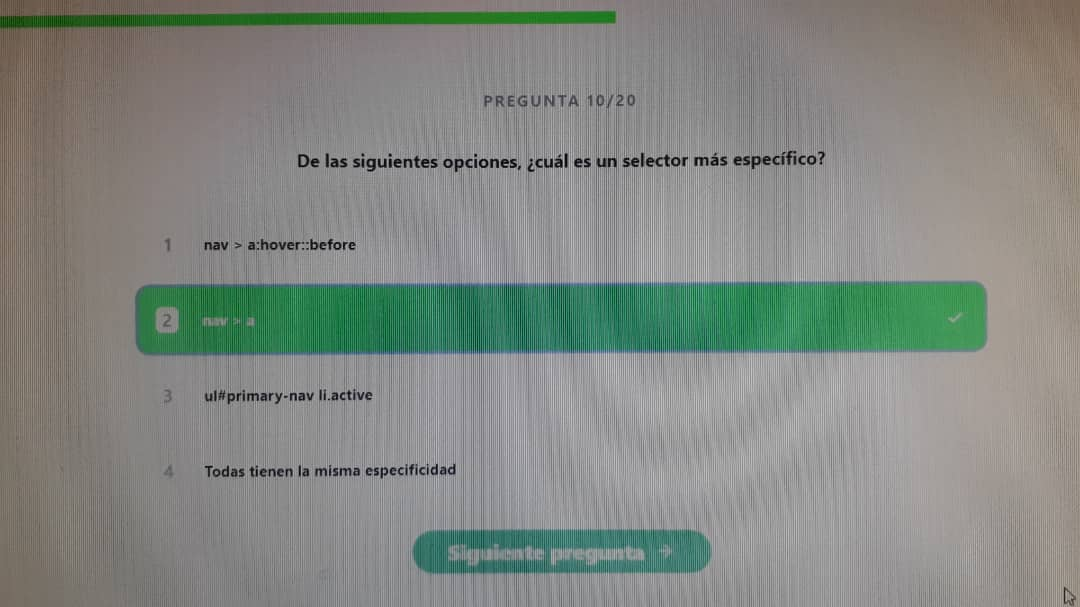 PREGUNTA 10/20
De las siguientes opciones, ¿cuál es un selector más específico?
1 nav > a:hover::before
2 nav > a
3 ul#primary-nav li.active
4 Todas tienen la misma especificidad
Siguiente pregunta →